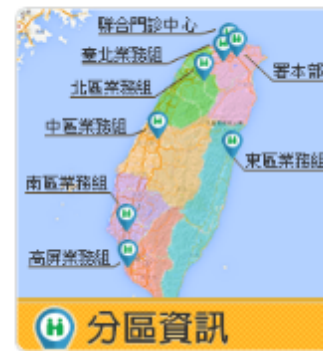 聯合門診中心
臺北業務組
署本部
北區業務組
中區業務組
東區業務組
南區業務組
高屏業務組
分區資訊